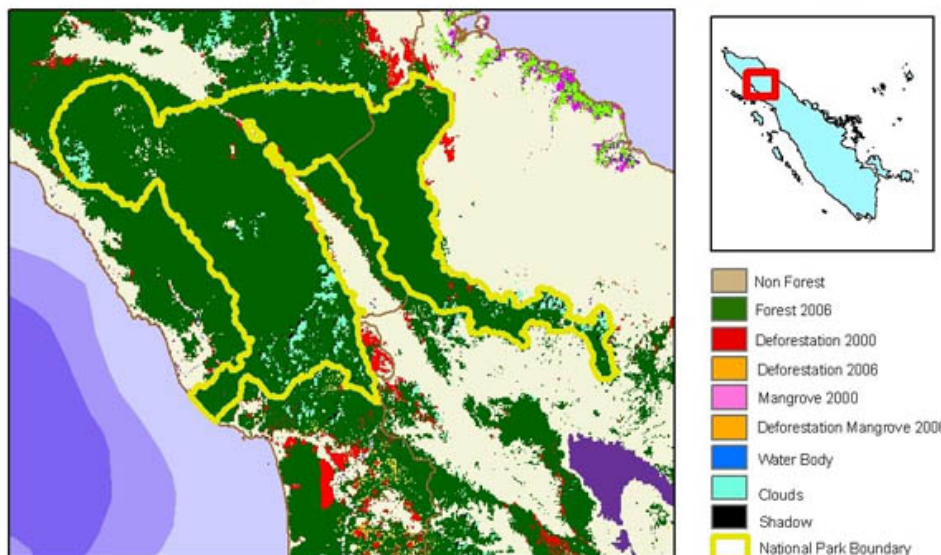 Non Forest
Forest 2006
Deforestation 2000
Deforestation 2006
Mangrove 2000
Deforestation Mangrove 2006
Water Body
Clouds
Shadow
National Park Boundary